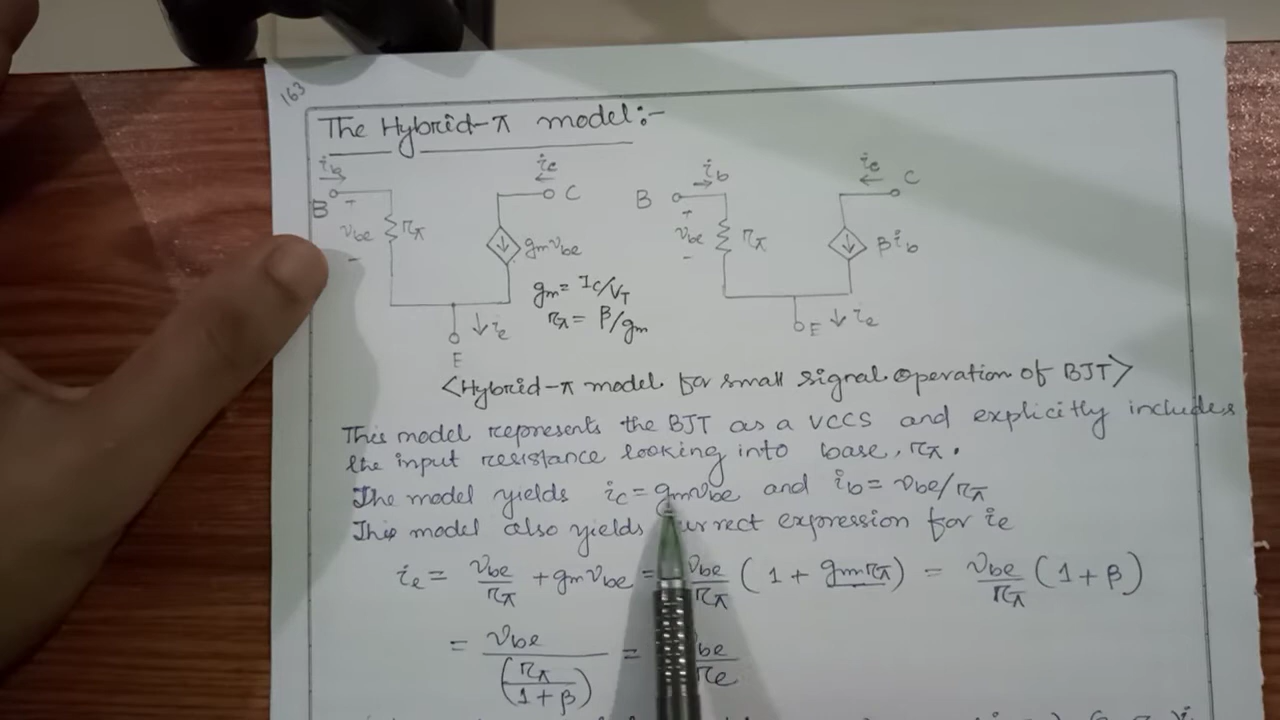 163
The Hybrid-π model:-
ib ic ib ic
B + C B + C
vbe rπ gmvbe vbe rπ βib
- -
gm = Ic/VT
rπ = β/gm
ie E ie
E
<Hybrid-π model for small signal operation of BJT>
This model represents the BJT as a VCCS and explicitly includes
the input resistance looking into base, rπ.
The model yields ic = gmvbe and ib = vbe/rπ
This model also yields expression for ie
ie = vbe/rπ + gmvbe = vbe/rπ (1 + gmrπ) = vbe/rπ (1 + β)
= vbe/(rπ/(1+β)) = be/re